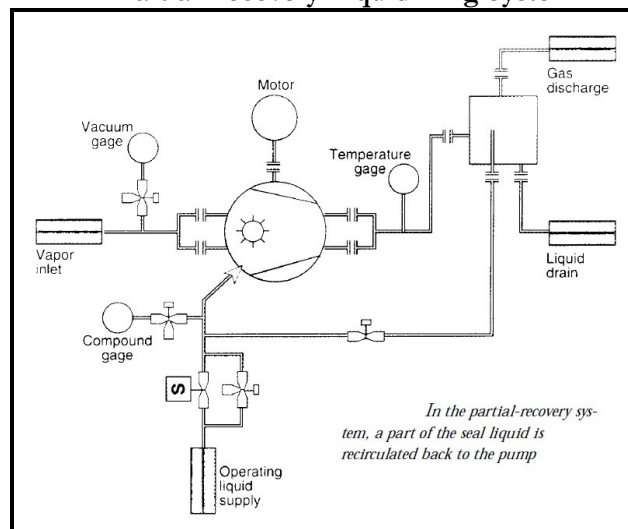 Gas
discharge
Motor
Vacuum
gage
Temperature
gage
Vapor
inlet
Liquid
drain
Compound
gage
S
In the partial-recovery sys-
tem, a part of the seal liquid is
recirculated back to the pump
Operating
liquid
supply